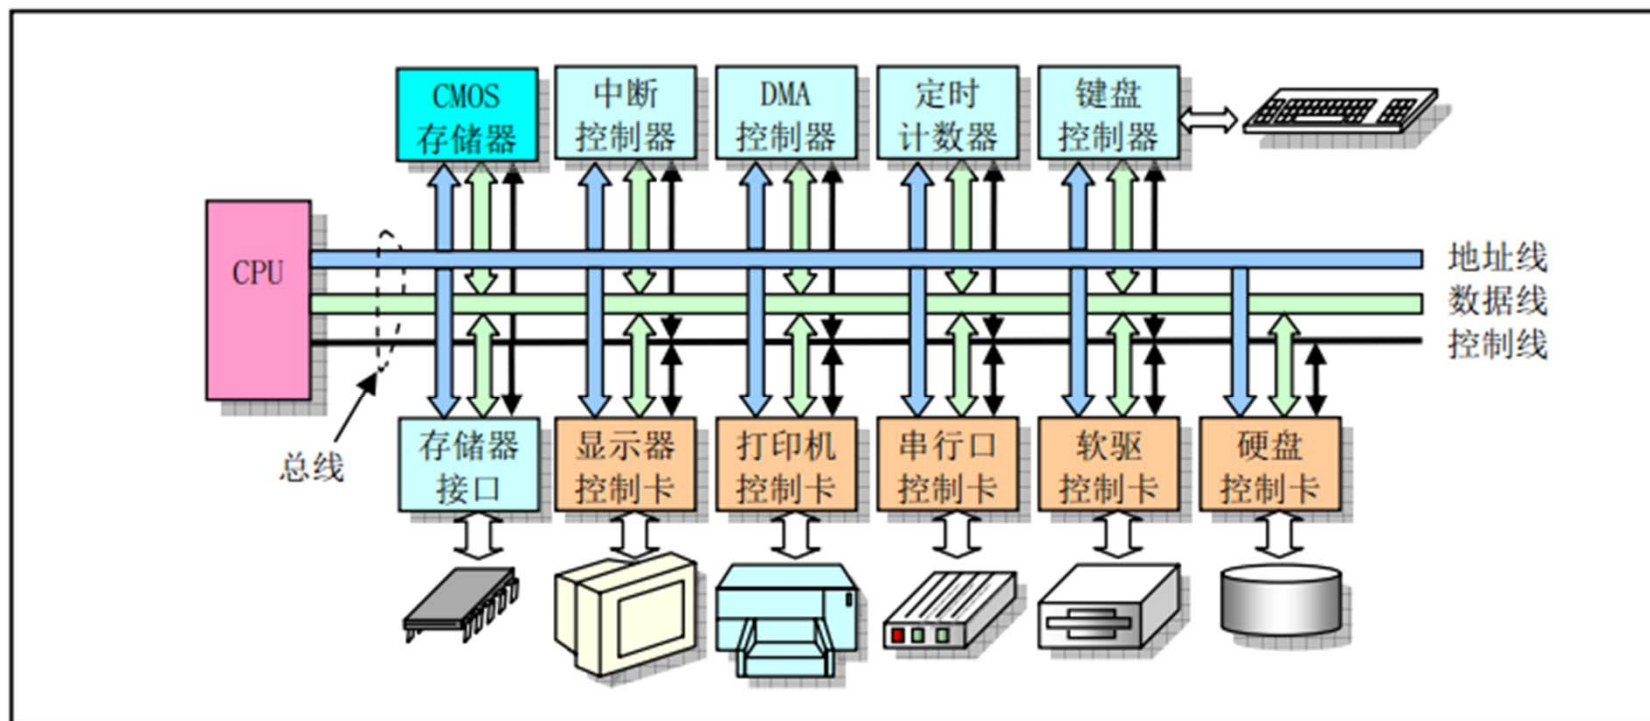 CMOS
存储器
中断
控制器
DMA
控制器
定时
计数器
键盘
控制器
CPU
地址线
数据线
控制线
总线
存储器
接口
显示器
控制卡
打印机
控制卡
串行口
控制卡
软驱
控制卡
硬盘
控制卡